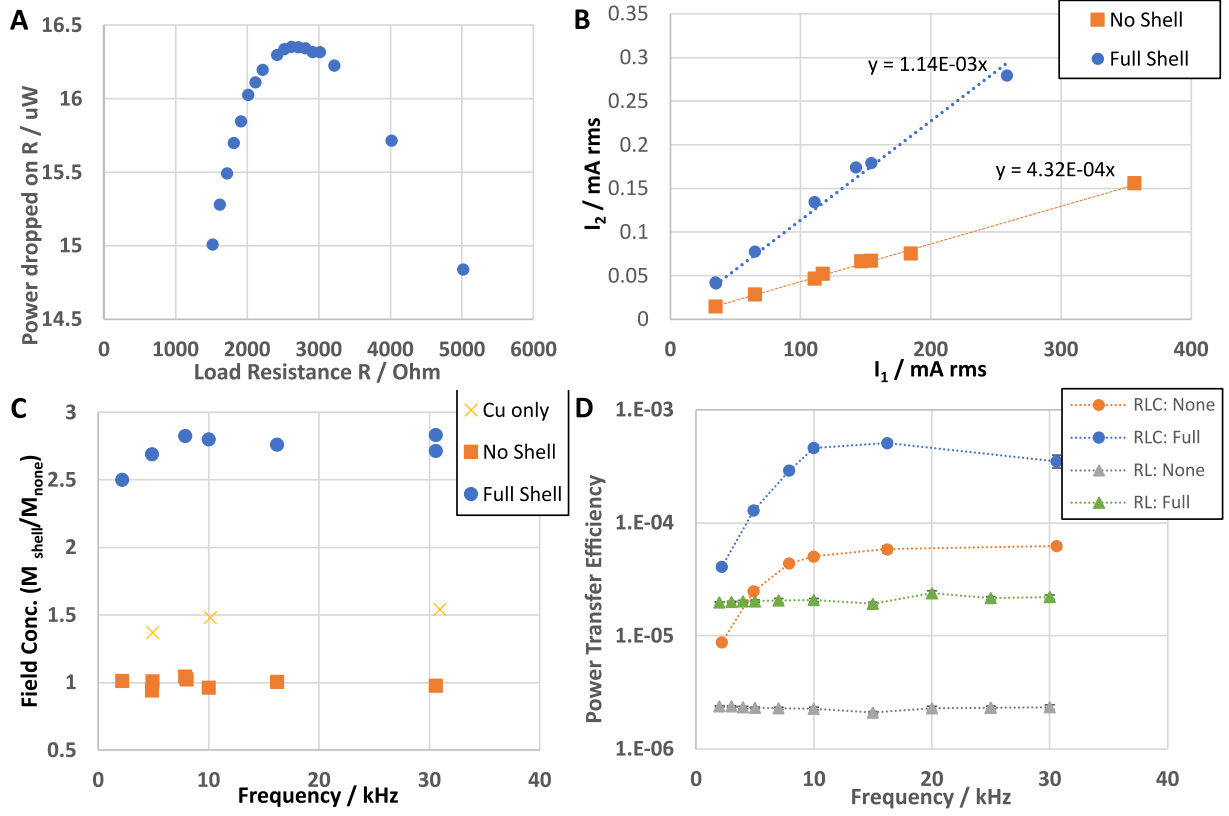 A
Power dropped on R / uW
16.5
16
15.5
15
14.5
0 1000 2000 3000 4000 5000 6000
Load Resistance R / Ohm
B
I2 / mA rms
0.35
0.3
0.25
0.2
0.15
0.1
0.05
0
No Shell
Full Shell
y = 1.14E-03x
y = 4.32E-04x
0 100 200 300 400
I1 / mA rms
C
Field Conc. (M shell/Mnone)
3
2.5
2
1.5
1
0.5
Cu only
No Shell
Full Shell
0 10 20 30 40
Frequency / kHz
D
Power Transfer Efficiency
1.E-03
1.E-04
1.E-05
1.E-06
RLC: None
RLC: Full
RL: None
RL: Full
0 10 20 30 40
Frequency / kHz